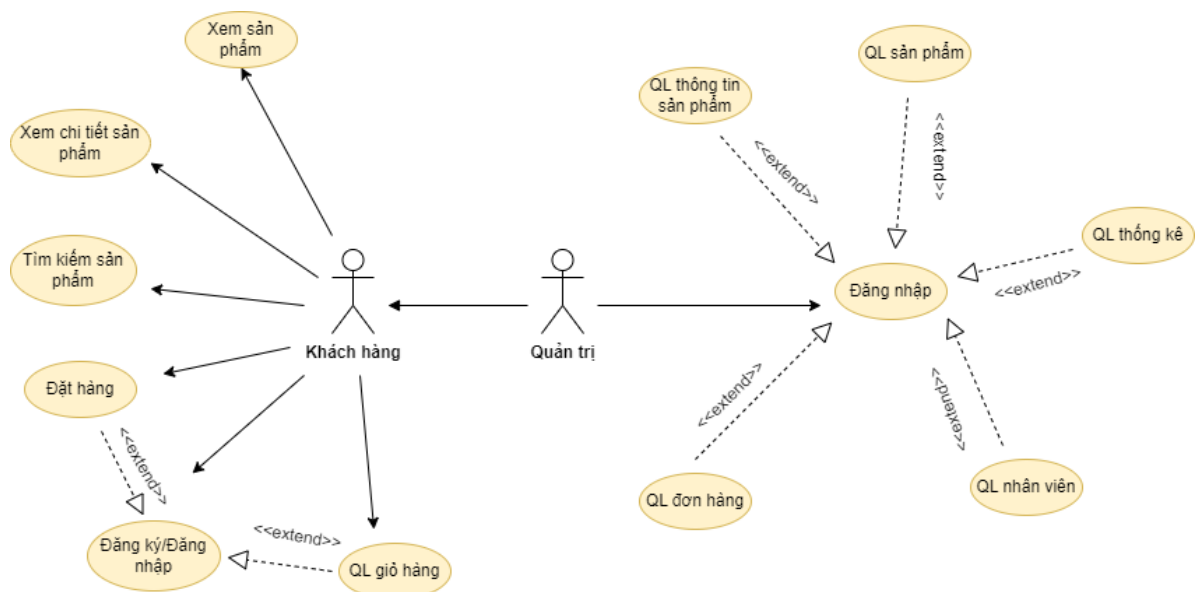 Xem sản
phẩm
QL sản phẩm
QL thông tin
sản phẩm
<<extend>>
<<extend>>
Xem chi tiết sản
phẩm
QL thống kê
Tìm kiếm sản
phẩm
<<extend>>
Đăng nhập
Khách hàng
Quản trị
Đặt hàng
<<extend>>
<<extend>>
<<extend>>
QL đơn hàng
QL nhân viên
<<extend>>
Đăng ký/Đăng
nhập
QL giỏ hàng